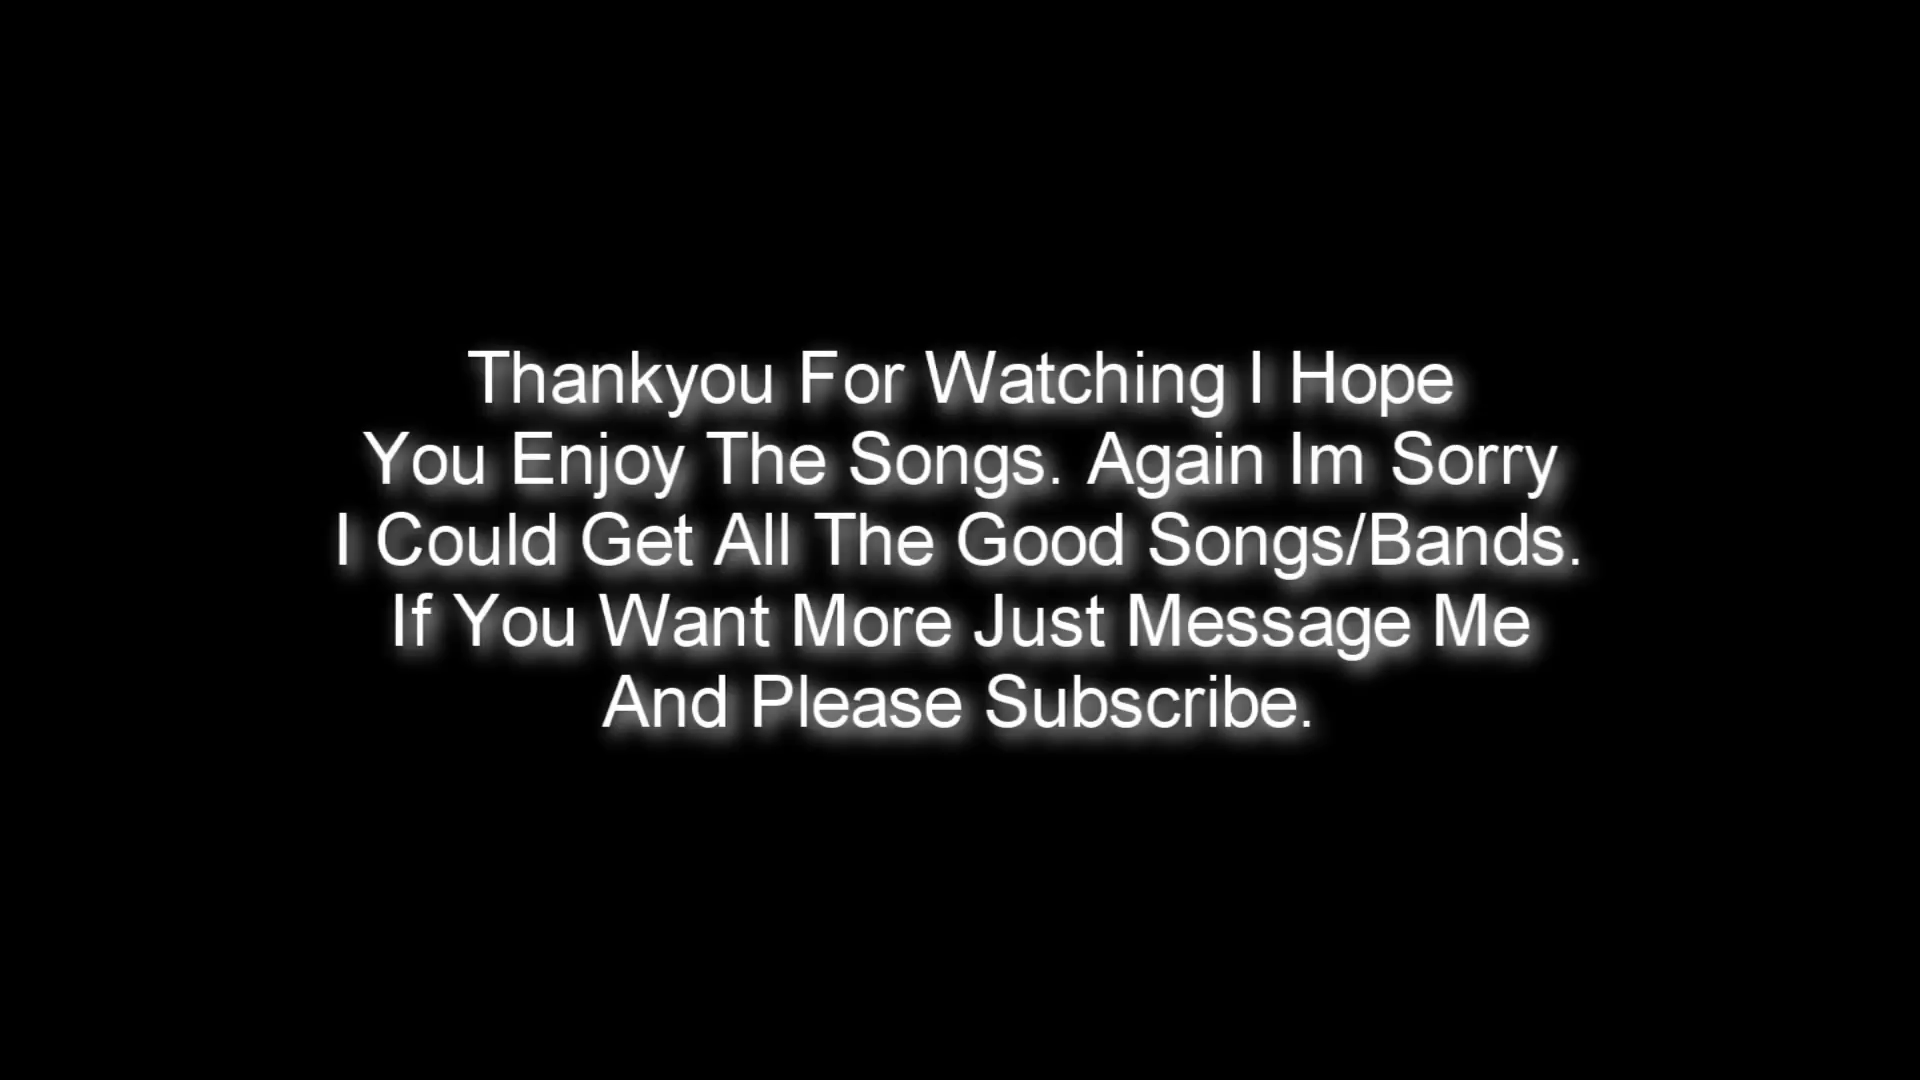 Thankyou For Watching I Hope
You Enjoy The Songs. Again Im Sorry
I Could Get All The Good Songs/Bands.
If You Want More Just Message Me
And Please Subscribe.